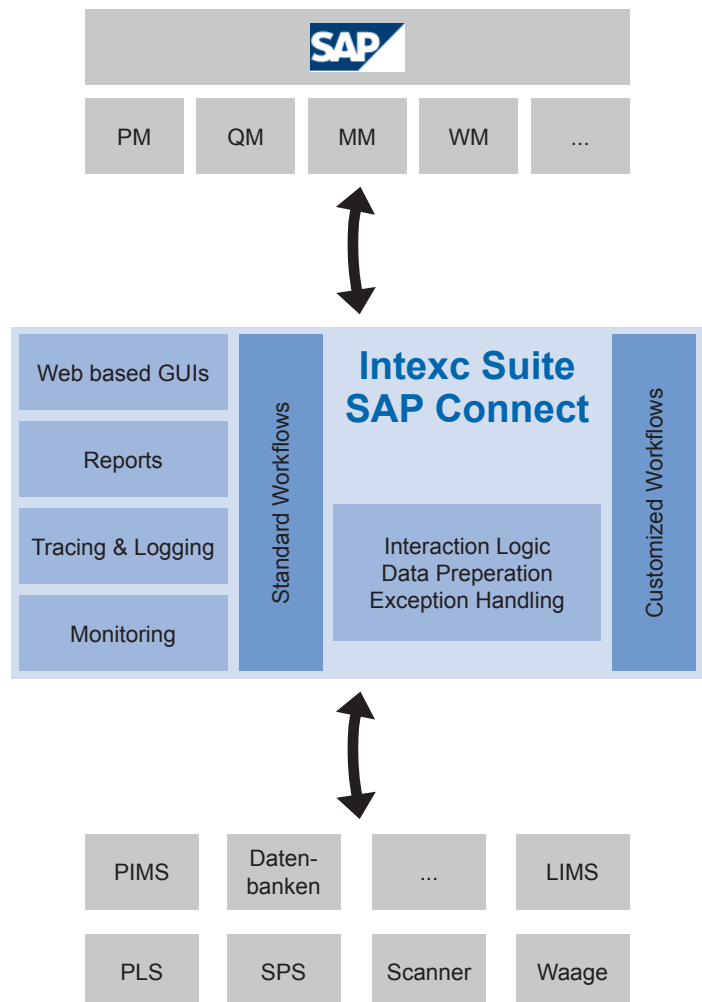 SAP
PM
QM
MM
WM
...
Intexc Suite
SAP Connect
Web based GUIs
Reports
Tracing & Logging
Monitoring
Standard Workflows
Interaction Logic
Data Preperation
Exception Handling
Customized Workflows
PIMS
Daten-
banken
...
LIMS
PLS
SPS
Scanner
Waage